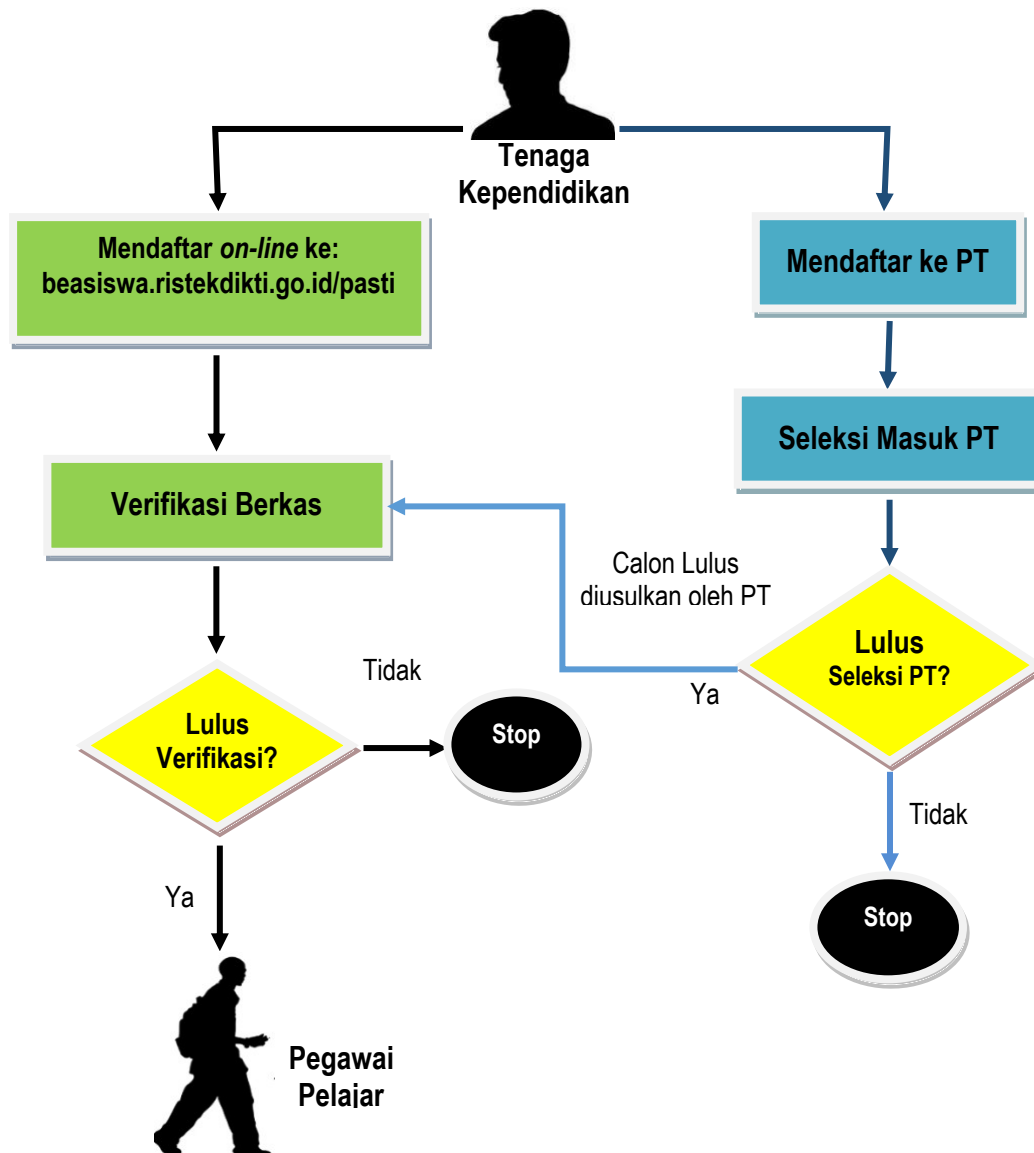 Tenaga
Kependidikan
Mendaftar on-line ke:
beasiswa.ristekdikti.go.id/pasti
Mendaftar ke PT
Seleksi Masuk PT
Verifikasi Berkas
Calon Lulus
diusulkan oleh PT
Lulus
Seleksi PT?
Ya
Tidak
Lulus
Verifikasi?
Stop
Tidak
Ya
Stop
Pegawai
Pelajar